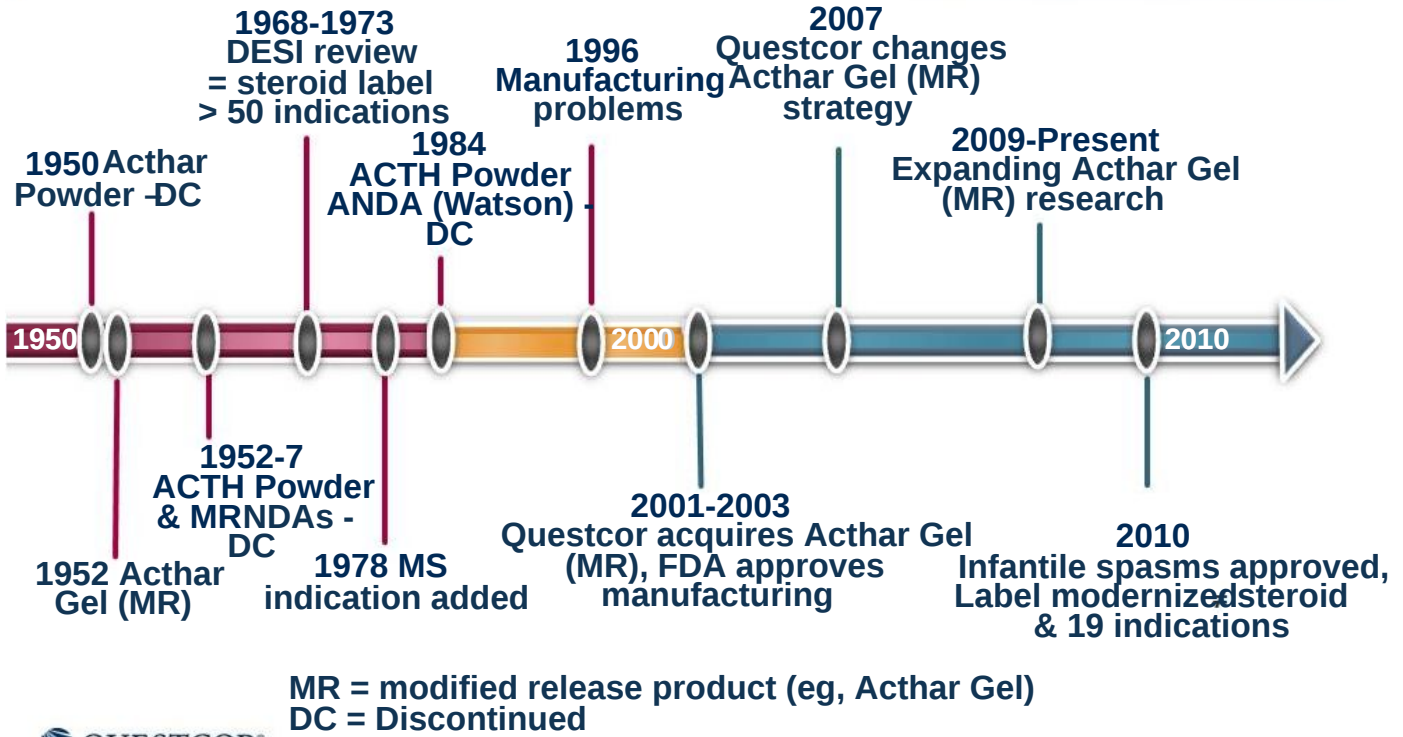 1968-1973
DESI review
= steroid label
> 50 indications
2007
Questcor changes
Acthar Gel (MR)
strategy
1996
Manufacturing
problems
1984
ACTH Powder
ANDA (Watson) -
DC
2009-Present
Expanding Acthar Gel
(MR) research
1950 Acthar
Powder -DC
1950
2000
2010
1952-7
ACTH Powder
& MRNDAs -
DC
1952 Acthar
Gel (MR)
1978 MS
indication added
2001-2003
Questcor acquires Acthar Gel
(MR), FDA approves
manufacturing
2010
Infantile spasms approved,
Label modernized≠steroid
& 19 indications
MR = modified release product (eg, Acthar Gel)
DC = Discontinued
QUESTCOR®